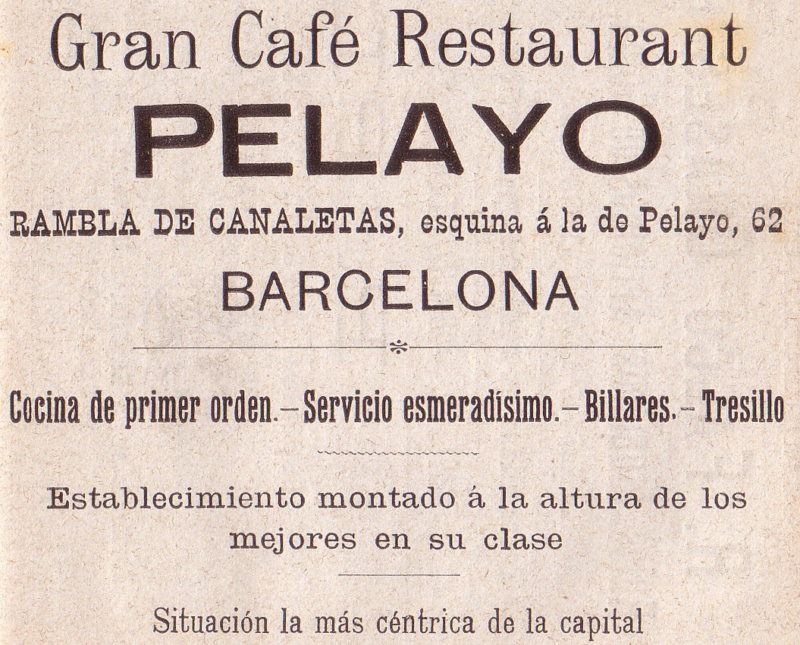 Gran Café Restaurant
PELAYO
RAMBLA DE CANALETAS, esquina á la de Pelayo, 62
BARCELONA
Cocina de primer orden.—Servicio esmeradísimo.—Billares.—Tresillo
Establecimiento montado á la altura de los
mejores en su clase
Situación la más céntrica de la capital